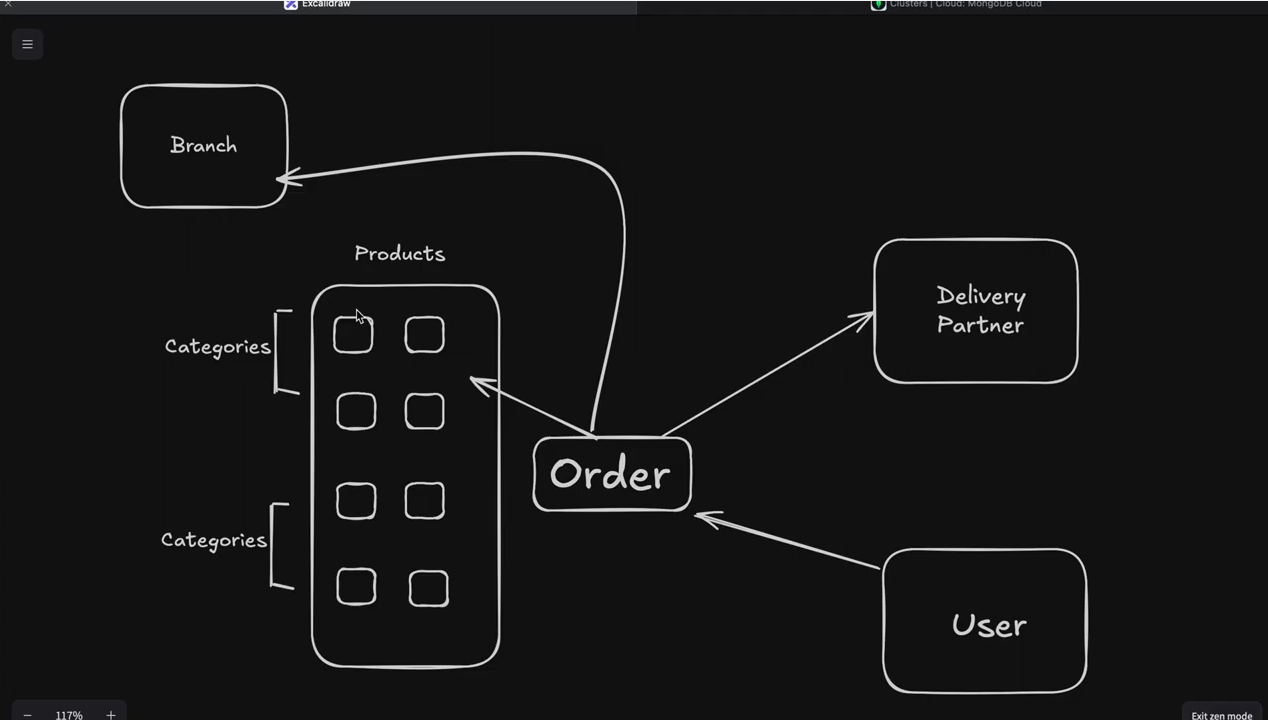 Excalidraw
Clusters | Cloud: MongoDB Cloud
Branch
Products
Categories
Delivery
Partner
Order
Categories
User
117%
Exit zen mode